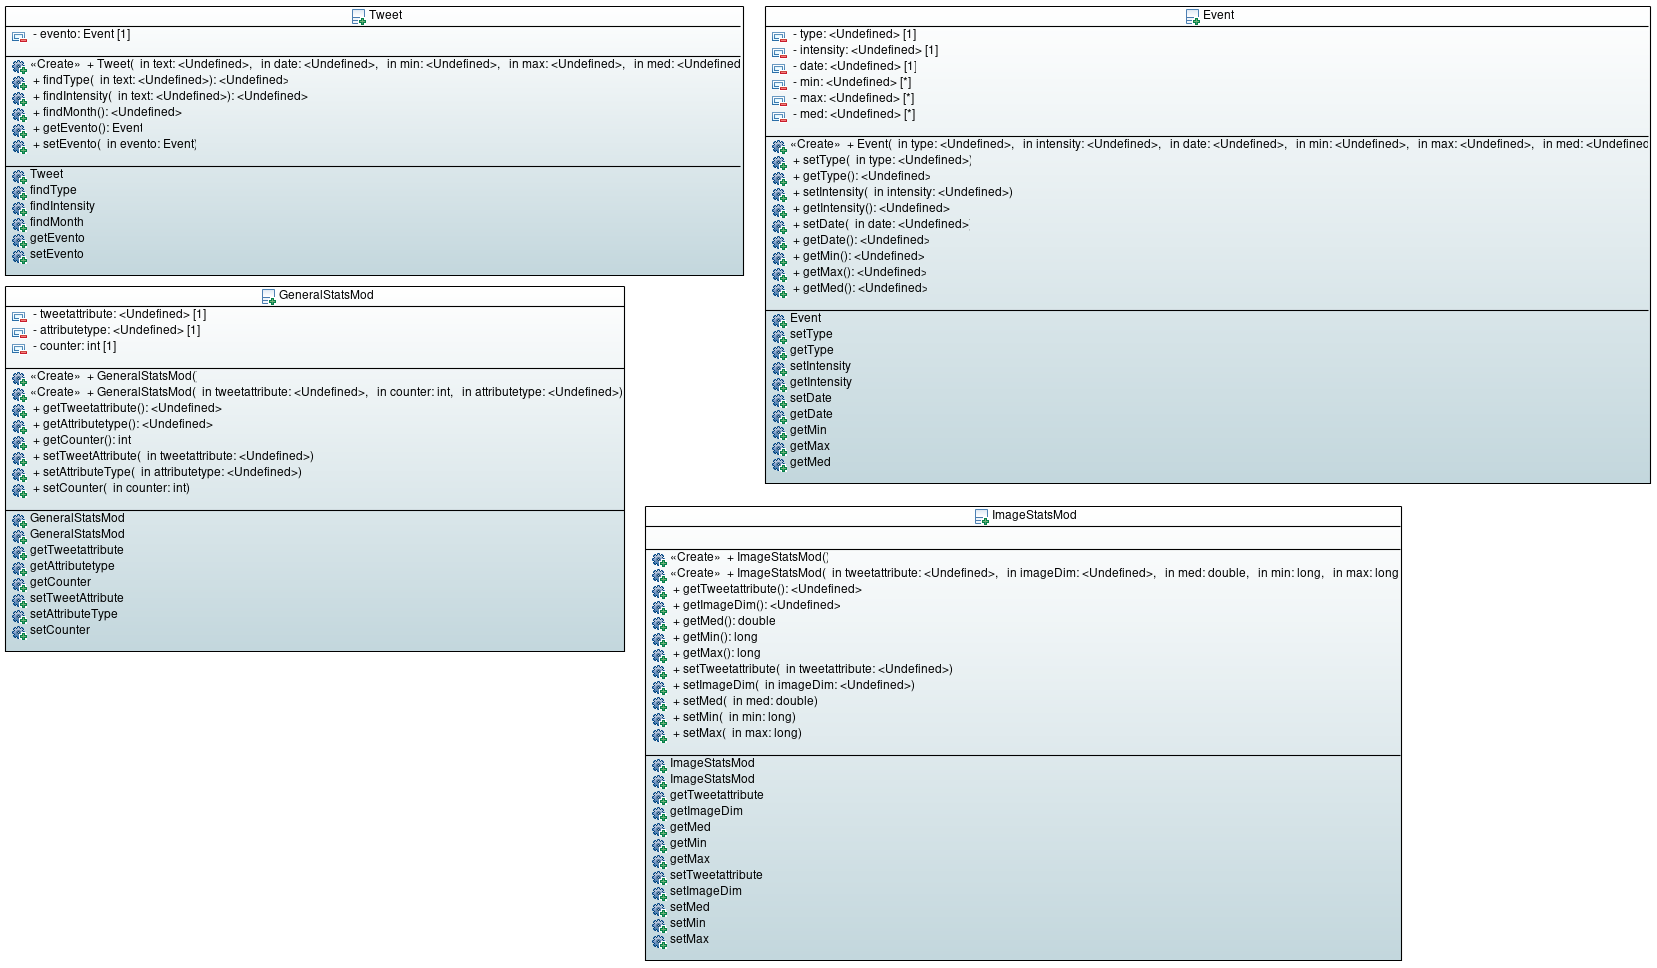 Tweet
- evento: Event [1]
«Create» + Tweet( in text: <Undefined>, in date: <Undefined>, in min: <Undefined>, in max: <Undefined>, in med: <Undefined
+ findType( in text: <Undefined>): <Undefined>
+ findIntensity( in text: <Undefined>): <Undefined>
+ findMonth(): <Undefined>
+ getEvento(): Event
+ setEvento( in evento: Event)
Tweet
findType
findIntensity
findMonth
getEvento
setEvento
Event
- type: <Undefined> [1]
- intensity: <Undefined> [1]
- date: <Undefined> [1]
- min: <Undefined> [*]
- max: <Undefined> [*]
- med: <Undefined> [*]
«Create» + Event( in type: <Undefined>, in intensity: <Undefined>, in date: <Undefined>, in min: <Undefined>, in max: <Undefined>, in med: <Undefined
+ setType( in type: <Undefined>)
+ getType(): <Undefined>
+ setIntensity( in intensity: <Undefined>)
+ getIntensity(): <Undefined>
+ setDate( in date: <Undefined>)
+ getDate(): <Undefined>
+ getMin(): <Undefined>
+ getMax(): <Undefined>
+ getMed(): <Undefined>
Event
setType
getType
setIntensity
getIntensity
setDate
getDate
getMin
getMax
getMed
GeneralStatsMod
- tweetattribute: <Undefined> [1]
- attributetype: <Undefined> [1]
- counter: int [1]
«Create» + GeneralStatsMod(
«Create» + GeneralStatsMod( in tweetattribute: <Undefined>, in counter: int, in attributetype: <Undefined>)
+ getTweetattribute(): <Undefined>
+ getAttributetype(): <Undefined>
+ getCounter(): int
+ setTweetAttribute( in tweetattribute: <Undefined>)
+ setAttributeType( in attributetype: <Undefined>)
+ setCounter( in counter: int)
GeneralStatsMod
GeneralStatsMod
getTweetattribute
getAttributetype
getCounter
setTweetAttribute
setAttributeType
setCounter
ImageStatsMod
«Create» + ImageStatsMod()
«Create» + ImageStatsMod( in tweetattribute: <Undefined>, in imageDim: <Undefined>, in med: double, in min: long, in max: long
+ getTweetattribute(): <Undefined>
+ getImageDim(): <Undefined>
+ getMed(): double
+ getMin(): long
+ getMax(): long
+ setTweetattribute( in tweetattribute: <Undefined>)
+ setImageDim( in imageDim: <Undefined>)
+ setMed( in med: double)
+ setMin( in min: long)
+ setMax( in max: long)
ImageStatsMod
ImageStatsMod
getTweetattribute
getImageDim
getMed
getMin
getMax
setTweetattribute
setImageDim
setMed
setMin
setMax